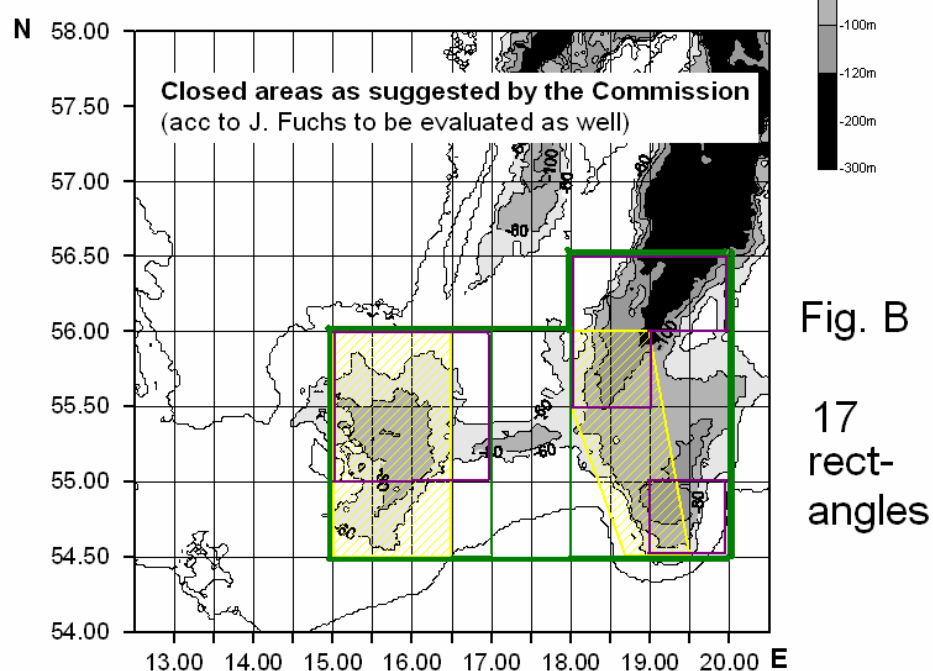 N
58.00
57.50
57.00
56.50
56.00
55.50
55.00
54.50
54.00
Closed areas as suggested by the Commission
(acc to J. Fuchs to be evaluated as well)
-100m
-120m
-200m
-300m
-100
-80
-80
-80
-100
-60
-60
-80
-80
-60
Fig. B
17
rect-
angles
13.00 14.00 15.00 16.00 17.00 18.00 19.00 20.00 E